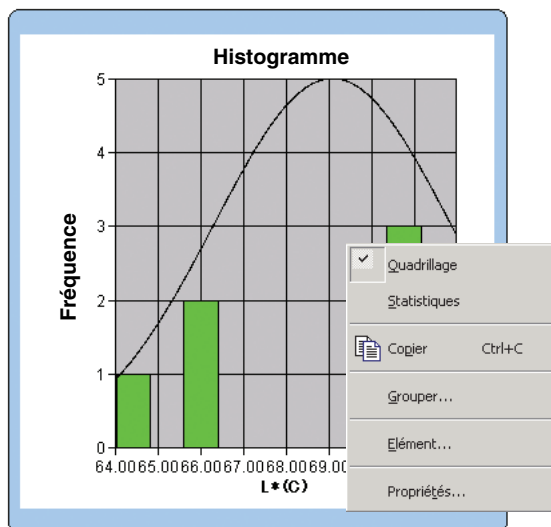 Histogramme
5
4
3
2
1
0
Fréquence
64.00 65.00 66.00 67.00 68.00 69.00
L*(C)
Quadrillage
Statistiques
Copier Ctrl+C
Grouper...
Elément...
Propriétés...